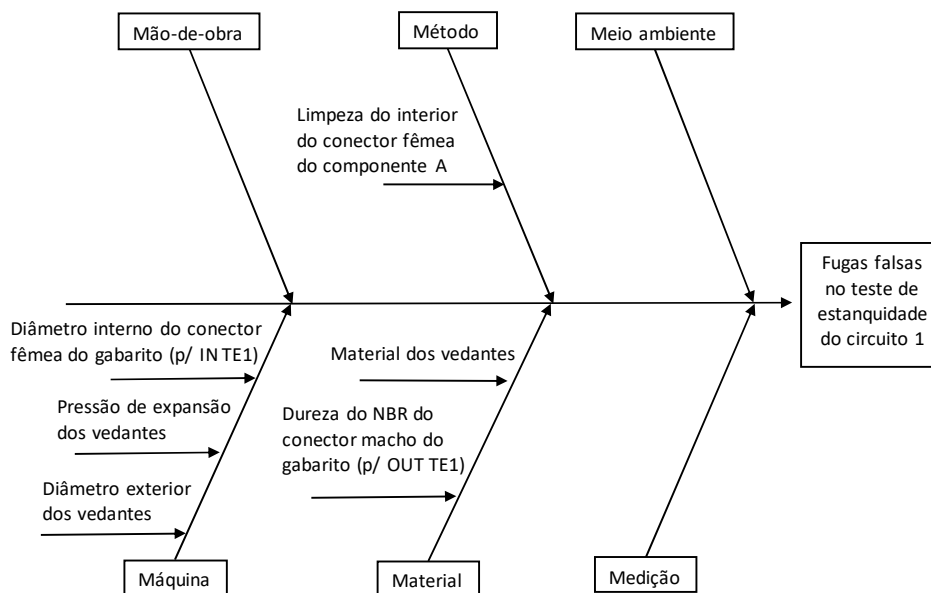 Mão-de-obra
Método
Meio ambiente
Limpeza do interior
do conector fêmea
do componente A
Fugas falsas
no teste de
estanquidade
do circuito 1
Diâmetro interno do conector
fêmea do gabarito (p/ IN TE1)
Pressão de expansão
dos vedantes
Diâmetro exterior
dos vedantes
Material dos vedantes
Dureza do NBR do
conector macho do
gabarito (p/ OUT TE1)
Máquina
Material
Medição